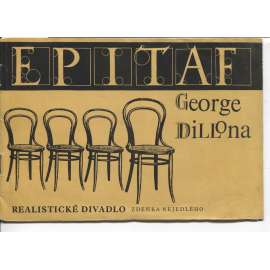 EPITAF
George
Dillona
REALISTICKÉ DIVADLO ZDEŇKA NEJEDLÉHO